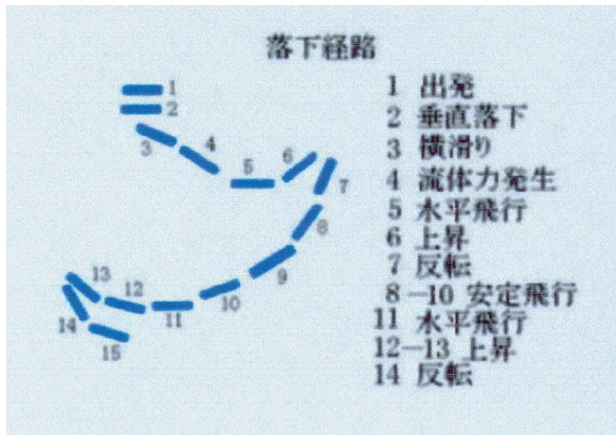 落下経路
1 出発
2 垂直落下
3 横滑り
4 流体力発生
5 水平飛行
6 上昇
7 反転
8—10 安定飛行
11 水平飛行
12—13 上昇
14 反転
1
2
3
4
5
6
7
8
9
10
11
12
13
14
15